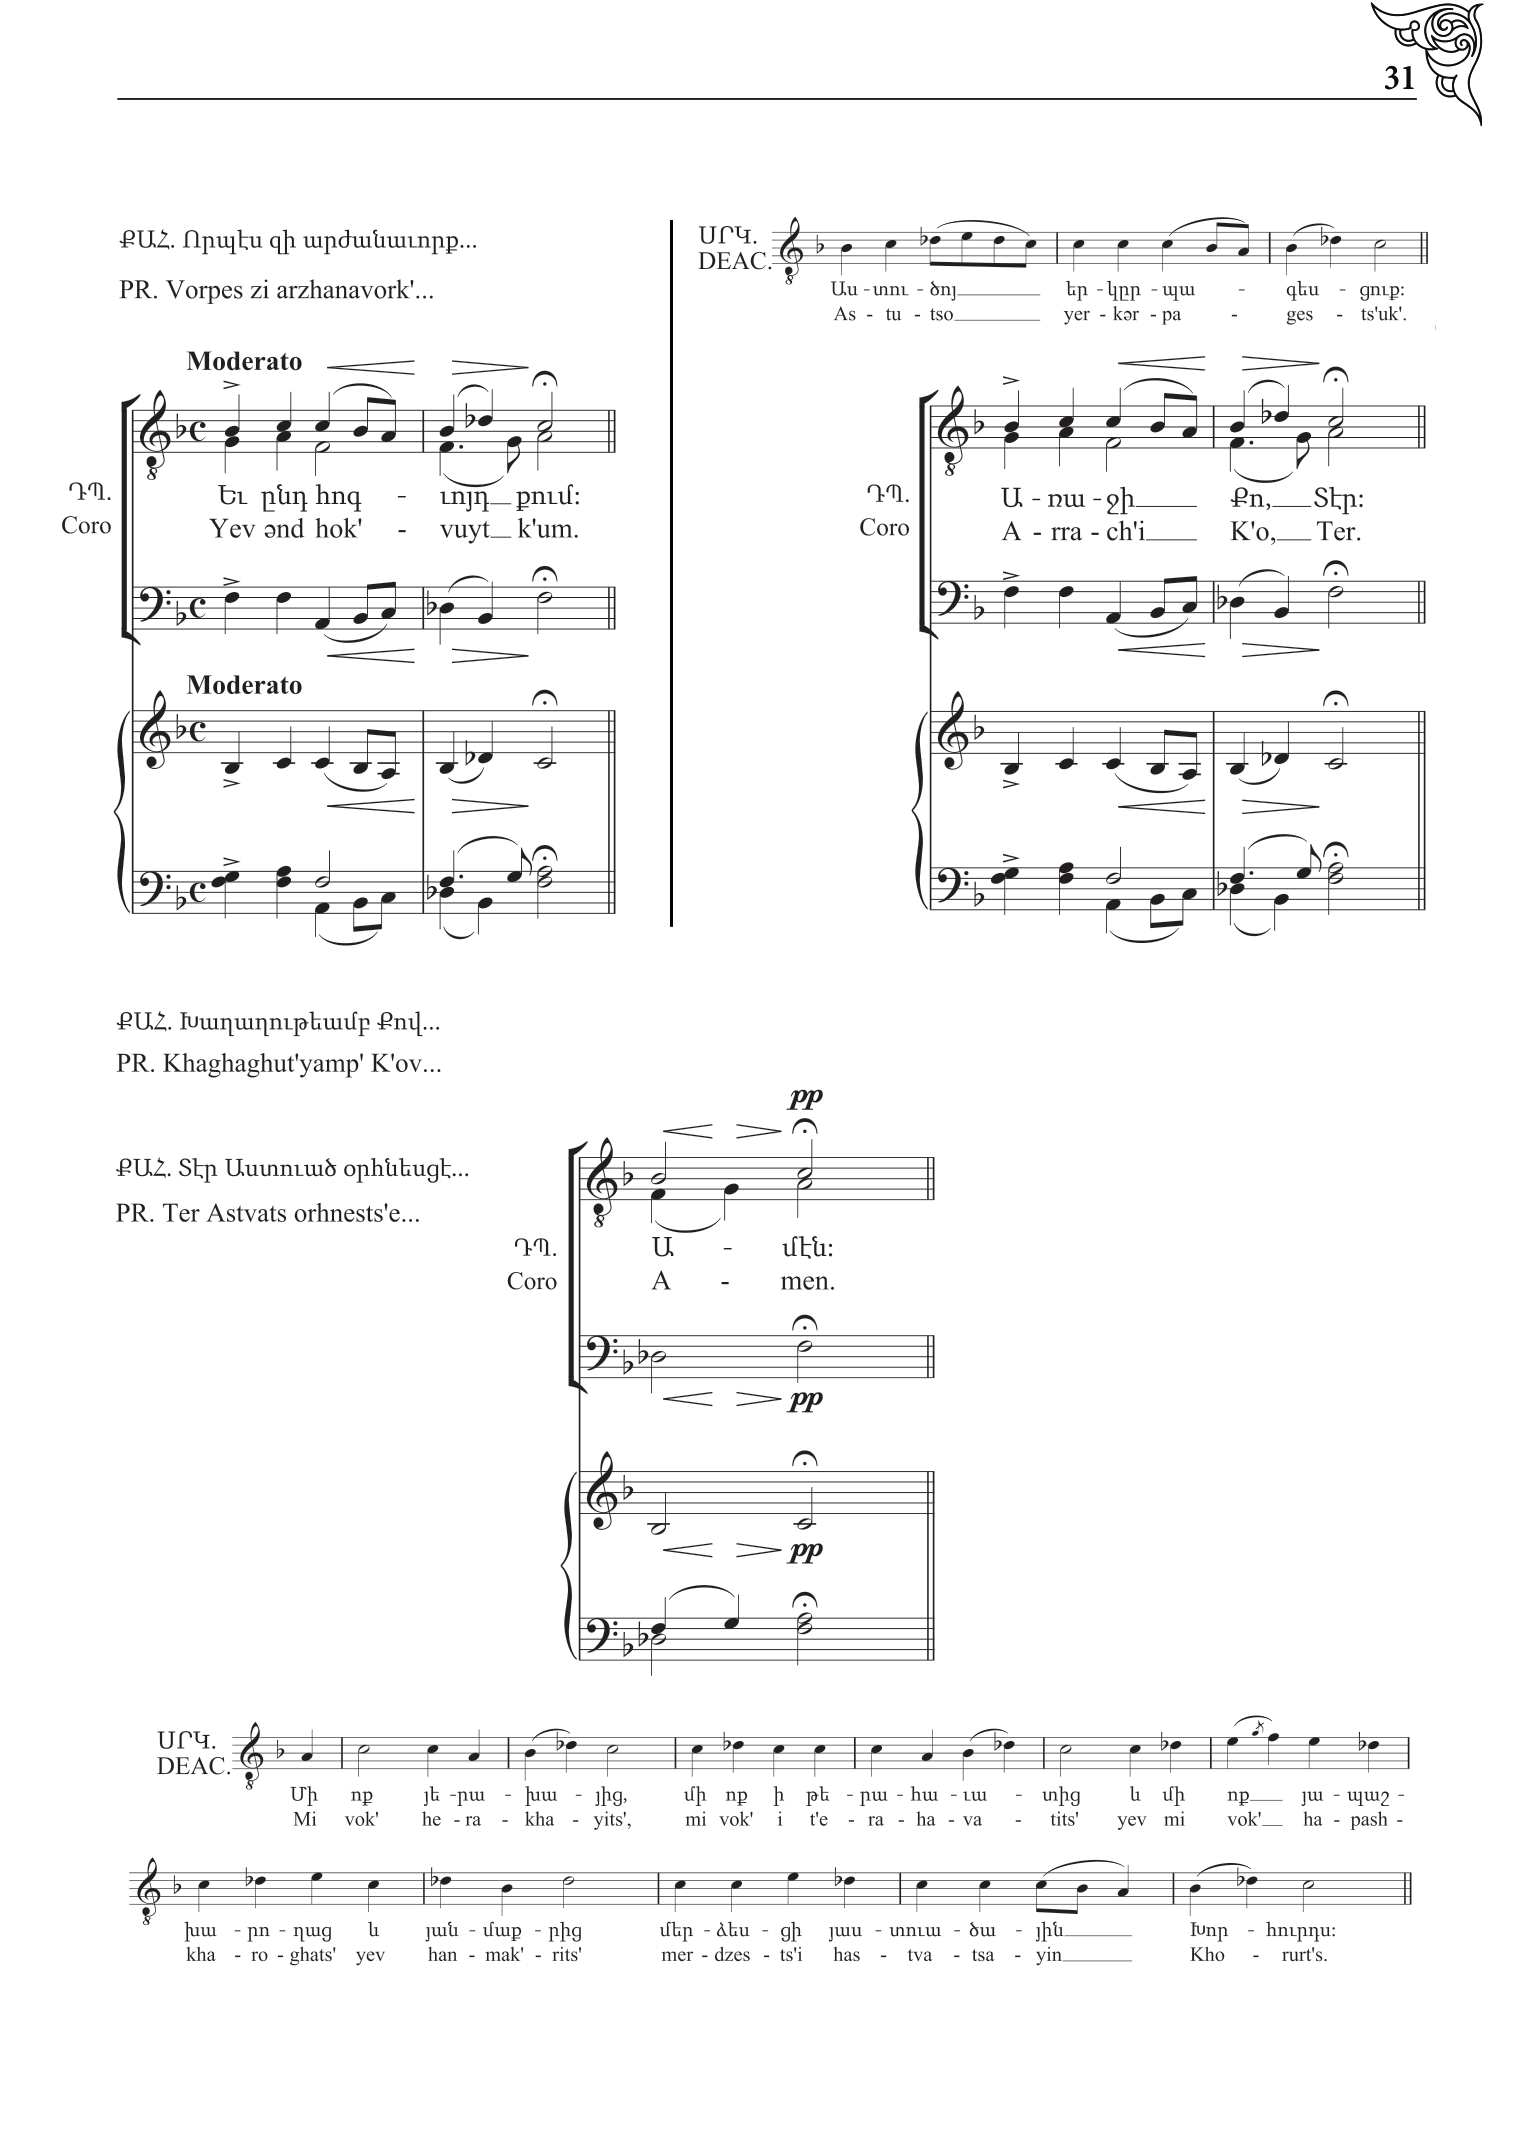 31
ՔԱՀ. Որպէս զի արժանաւորք...
PR. Vorpes zi arzhanavork'...
Moderato
ԴՊ.
Եւ ընդ հոգ - ւոյդ քում:
Coro
Yev ənd hok' - vuyt k'um.
Moderato
ՍՐԿ.
DEAC.
Աս - տու - ծոյ եր - կըր - պա - գես - ցուք:
As - tu - tso yer - kər - pa - ges - ts'uk'.
ԴՊ.
Ա - ռա - ջի Քո, Տէր:
Coro
A - rra - ch'i K'o, Ter.
ՔԱՀ. Խաղաղութեամբ Քով...
PR. Khaghaghut'yamp' K'ov...
ՔԱՀ. Տէր Աստուած օրհնեսցէ...
PR. Ter Astvats orhnests'e...
pp
ԴՊ.
Ա - մէն:
Coro
A - men.
pp
pp
ՍՐԿ.
DEAC.
Մի ոք յե - րա - խա - յից, մի ոք ի թե - րա - հա - ւա - տից և մի ոք յա - պաշ -
Mi vok' he - ra - kha - yits', mi vok' i t'e - ra - ha - va - tits' yev mi vok' ha - pash -
խա - րո - ղաց և յան - մաք - րից մեր - ձես - ցի յաս - տուա - ծա - յին Խոր - հուրդս:
kha - ro - ghats' yev han - mak' - rits' mer - dzes - ts'i has - tva - tsa - yin Kho - rurt's.